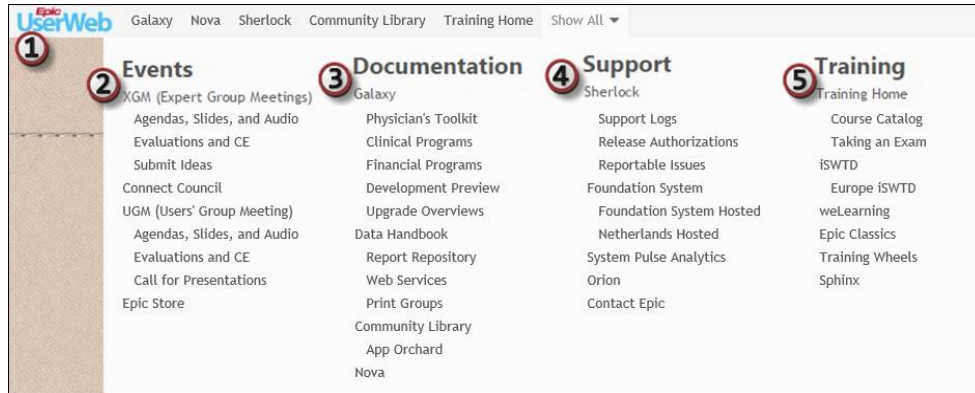 Epic
UserWeb Galaxy Nova Sherlock Community Library Training Home Show All
1
2 Events
XGM (Expert Group Meetings)
Agendas, Slides, and Audio
Evaluations and CE
Submit Ideas
Connect Council
UGM (Users' Group Meeting)
Agendas, Slides, and Audio
Evaluations and CE
Call for Presentations
Epic Store
3 Documentation
Galaxy
Physician's Toolkit
Clinical Programs
Financial Programs
Development Preview
Upgrade Overviews
Data Handbook
Report Repository
Web Services
Print Groups
Community Library
App Orchard
Nova
4 Support
Sherlock
Support Logs
Release Authorizations
Reportable Issues
Foundation System
Foundation System Hosted
Netherlands Hosted
System Pulse Analytics
Orion
Contact Epic
5 Training
Training Home
Course Catalog
Taking an Exam
iSWTD
Europe iSWTD
weLearning
Epic Classics
Training Wheels
Sphinx